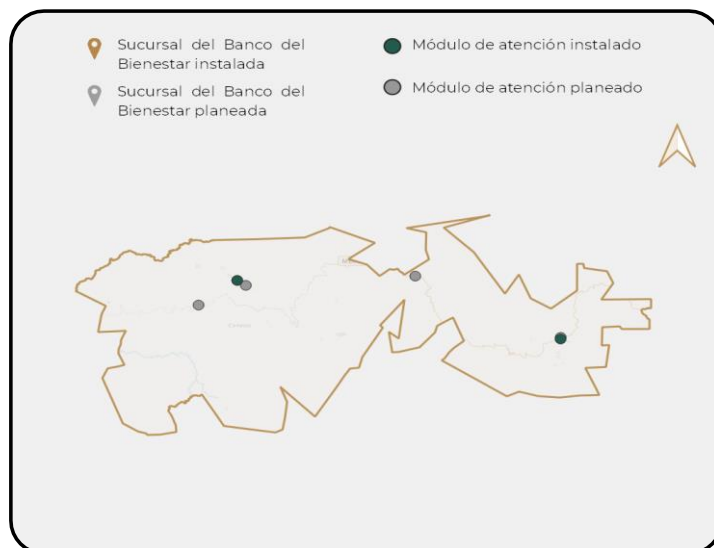 Sucursal del Banco del
Bienestar instalada
Sucursal del Banco del
Bienestar planeada
Módulo de atención instalado
Módulo de atención planeado